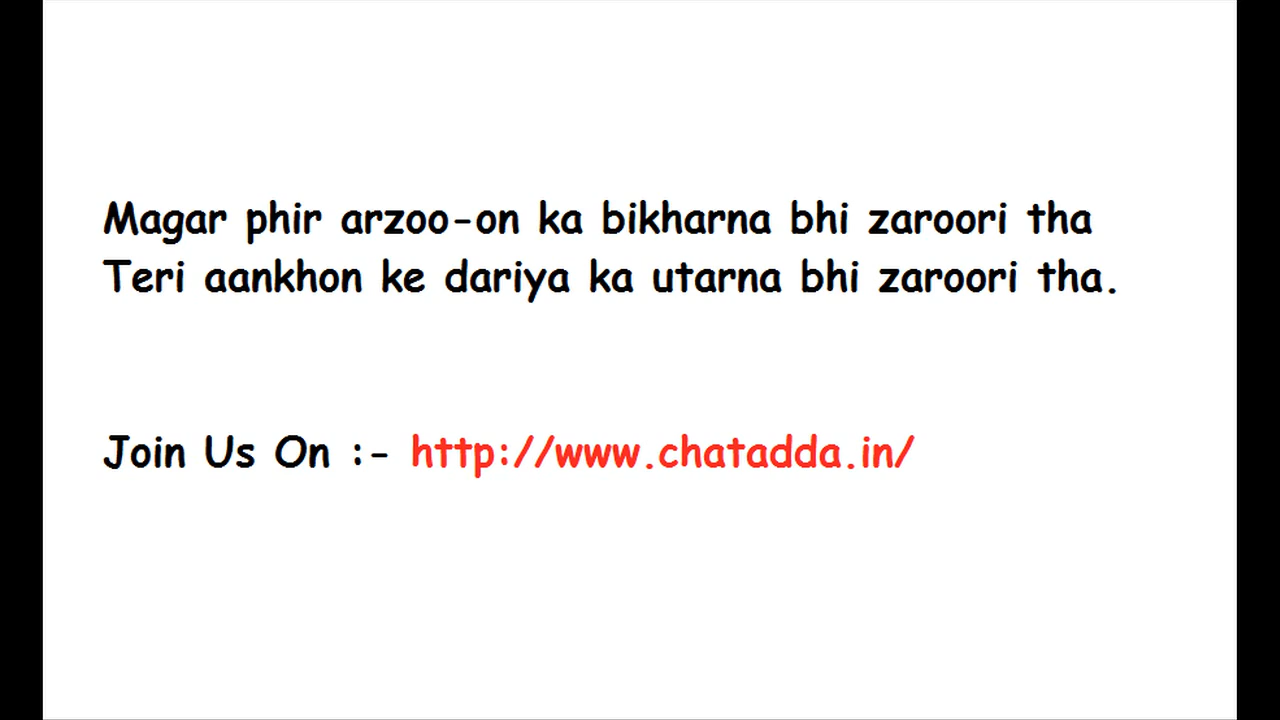 Magar phir arzoo-on ka bikharna bhi zaroori tha
Teri aankhon ke dariya ka utarna bhi zaroori tha.
Join Us On :- http://www.chatadda.in/